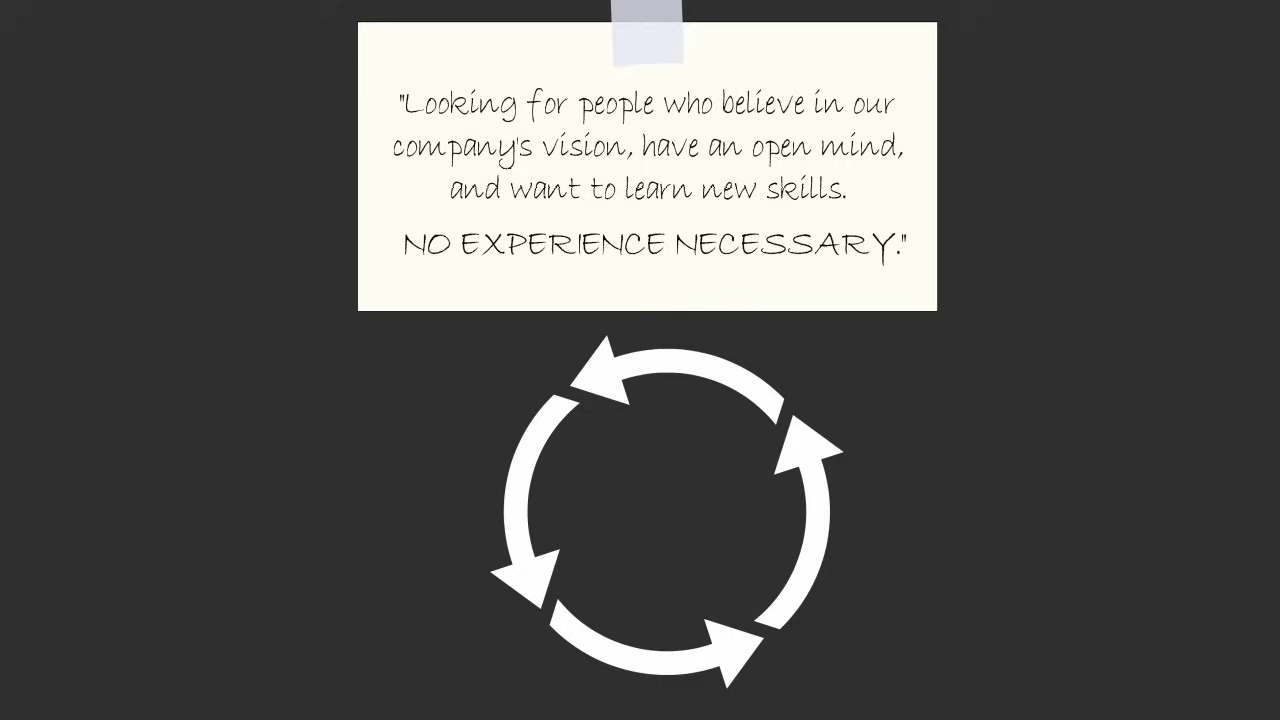 "Looking for people who believe in our
company's vision, have an open mind,
and want to learn new skills.
NO EXPERIENCE NECESSARY."